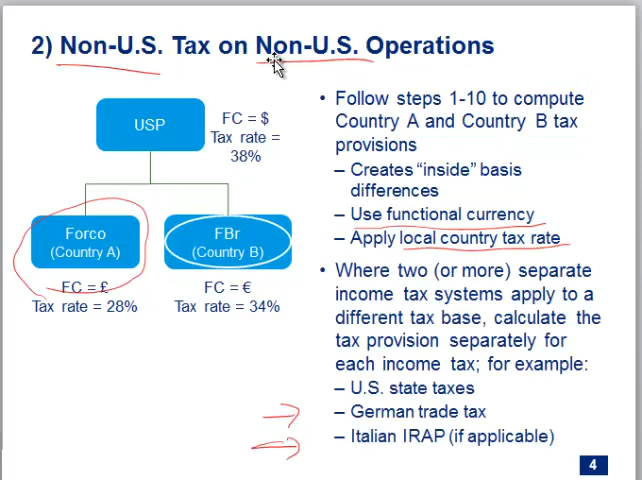 2) Non-U.S. Tax on Non-U.S. Operations
USP
FC = $
Tax rate =
38%
Forco
(Country A)
FBr
(Country B)
FC = £
Tax rate = 28%
FC = €
Tax rate = 34%
• Follow steps 1-10 to compute
Country A and Country B tax
provisions
– Creates “inside” basis
differences
– Use functional currency
– Apply local country tax rate
• Where two (or more) separate
income tax systems apply to a
different tax base, calculate the
tax provision separately for
each income tax; for example:
– U.S. state taxes
– German trade tax
– Italian IRAP (if applicable)
4